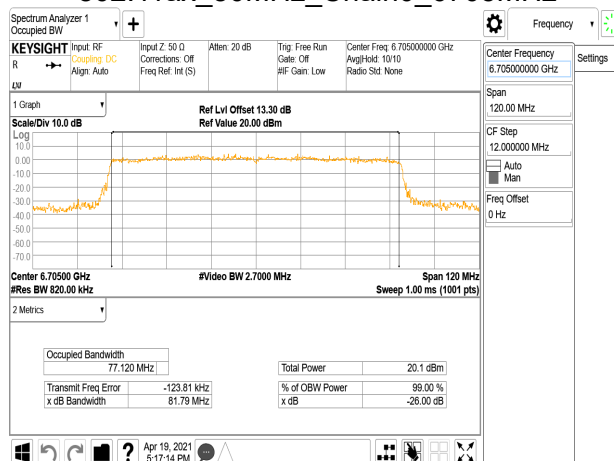 Spectrum Analyzer 1
Occupied BW
Frequency
KEYSIGHT
R
Input: RF
Coupling: DC
Align: Auto
Input Z: 50 Ω
Corrections: Off
Freq Ref: Int (S)
Atten: 20 dB
Trig: Free Run
Gate: Off
#IF Gain: Low
Center Freq: 6.705000000 GHz
Avg|Hold: 10/10
Radio Std: None
Center Frequency
6.705000000 GHz
Settings
Span
120.00 MHz
CF Step
12.000000 MHz
Auto
Man
Freq Offset
0 Hz
1 Graph
Ref Lvl Offset 13.30 dB
Scale/Div 10.0 dB
Ref Value 20.00 dBm
Log
10.0
0.00
-10.0
-20.0
-30.0
-40.0
-50.0
-60.0
-70.0
Center 6.70500 GHz
#Video BW 2.7000 MHz
Span 120 MHz
#Res BW 820.00 kHz
Sweep 1.00 ms (1001 pts)
2 Metrics
Occupied Bandwidth
77.120 MHz
Total Power 20.1 dBm
Transmit Freq Error -123.81 kHz
% of OBW Power 99.00 %
x dB Bandwidth 81.79 MHz
x dB -26.00 dB
Apr 19, 2021
5:17:14 PM